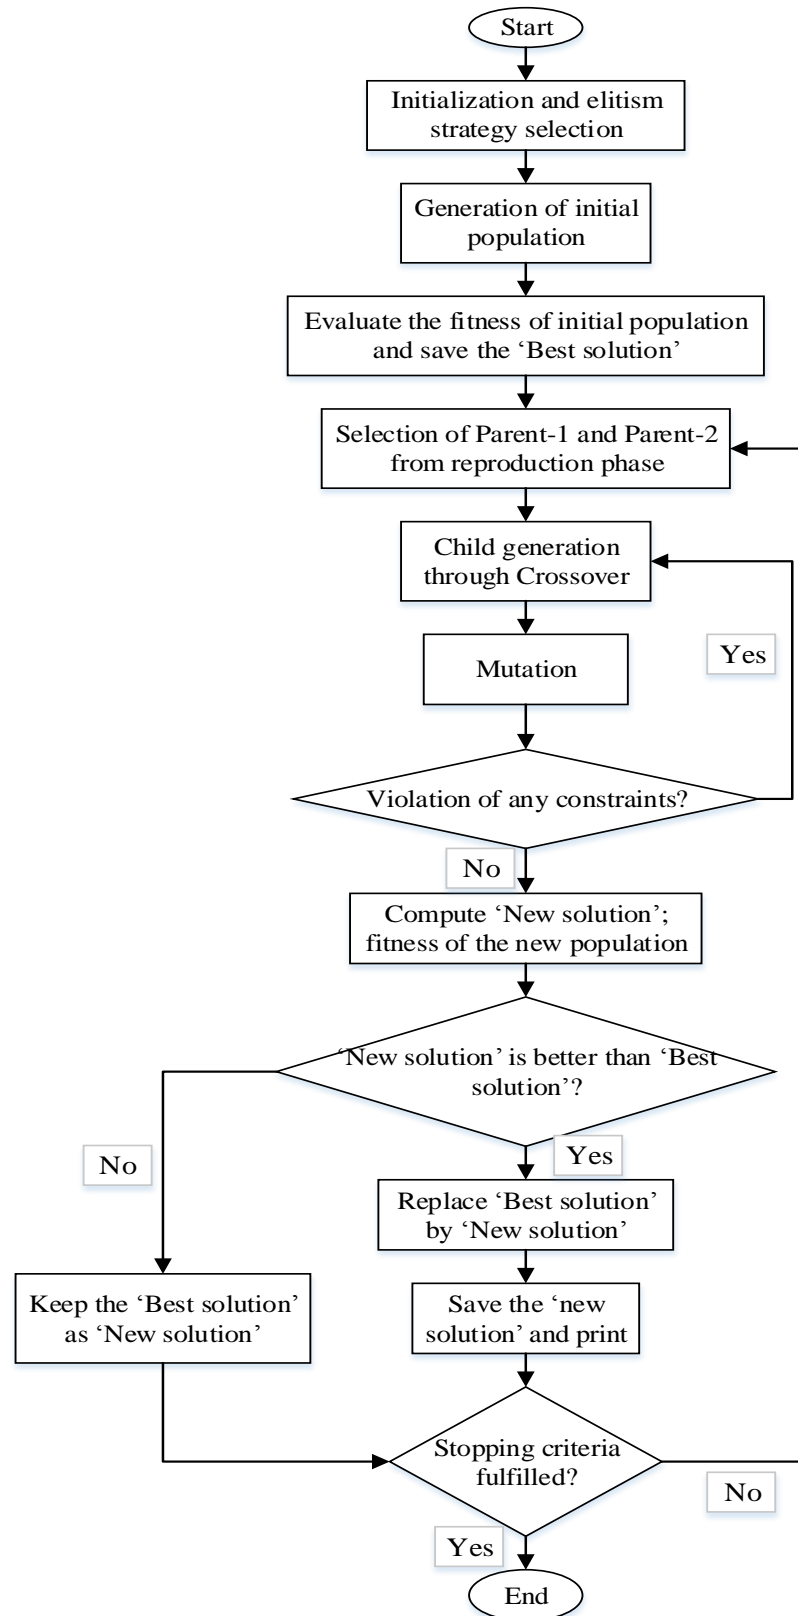 Start
Initialization and elitism
strategy selection
Generation of initial
population
Evaluate the fitness of initial population
and save the ‘Best solution’
Selection of Parent-1 and Parent-2
from reproduction phase
Child generation
through Crossover
Mutation
Yes
Violation of any constraints?
No
Compute ‘New solution’;
fitness of the new population
‘New solution’ is better than ‘Best
solution’?
No
Yes
Replace ‘Best solution’
by ‘New solution’
Keep the ‘Best solution’
as ‘New solution’
Save the ‘new
solution’ and print
Stopping criteria
fulfilled?
No
Yes
End